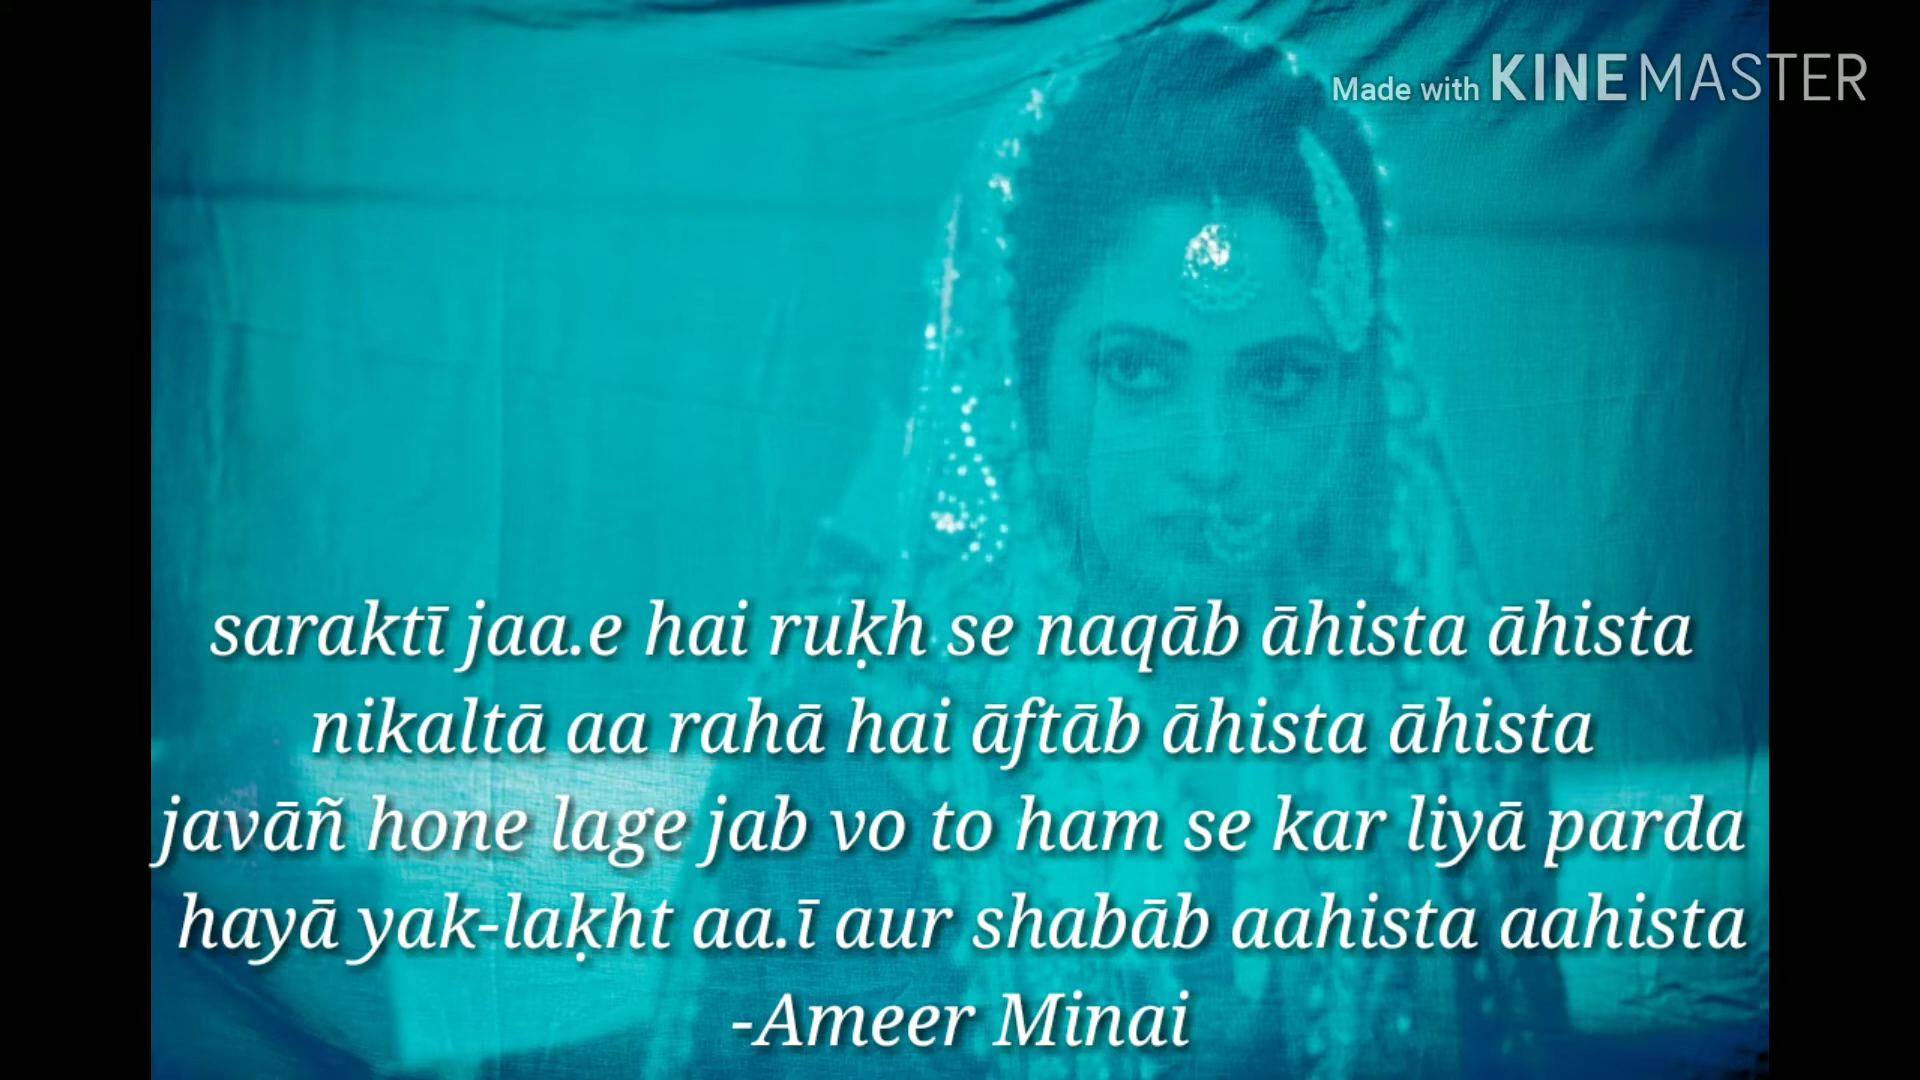 Made with KINEMASTER
saraktī jaa.e hai ruḳh se naqāb āhista āhista
nikaltā aa rahā hai āftāb āhista āhista
javāñ hone lage jab vo to ham se kar liyā parda
hayā yak-laḳht aa.ī aur shabāb aahista aahista
-Ameer Minai